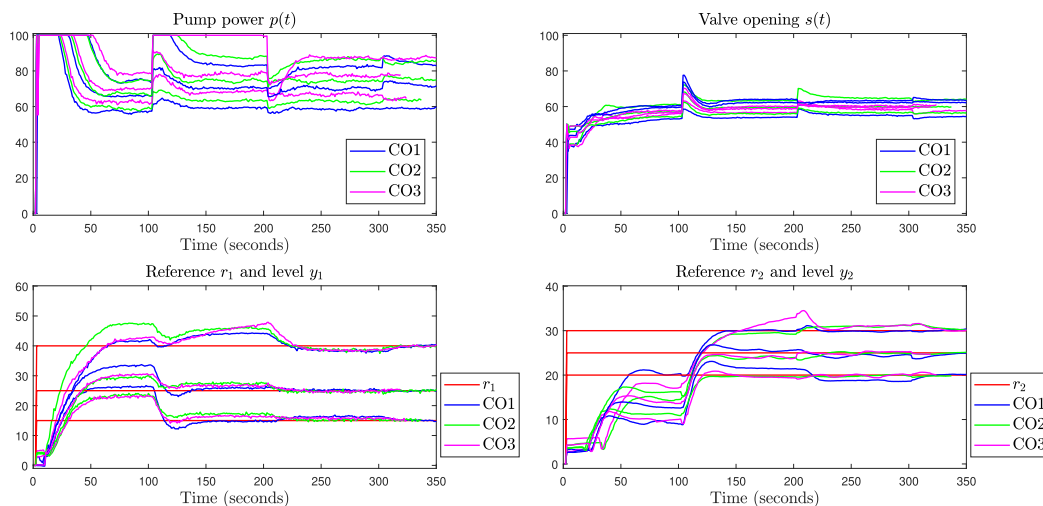 Pump power p(t)
100
80
60
40
20
0
CO1
CO2
CO3
0 50 100 150 200 250 300 350
Time (seconds)
Valve opening s(t)
100
80
60
40
20
0
CO1
CO2
CO3
0 50 100 150 200 250 300 350
Time (seconds)
Reference r₁ and level y₁
60
50
40
30
20
10
0
r₁
CO1
CO2
CO3
0 50 100 150 200 250 300 350
Time (seconds)
Reference r₂ and level y₂
40
30
20
10
0
r₂
CO1
CO2
CO3
0 50 100 150 200 250 300 350
Time (seconds)